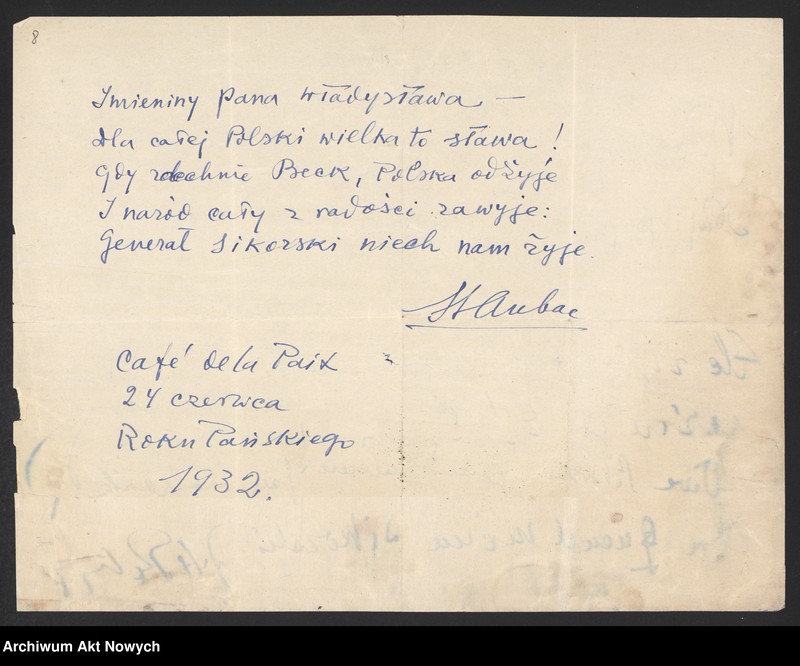 8
Imieniny pana Władysława –
Dla całej Polski wielka to sława!
Gdy zdechnie Beck, Polska odżyje
I naród cały z radości zawyje:
Generał Sikorski niech nam żyje.
Café de la Paix
24 czerwca
Roku Pańskiego
1932.
Archiwum Akt Nowych